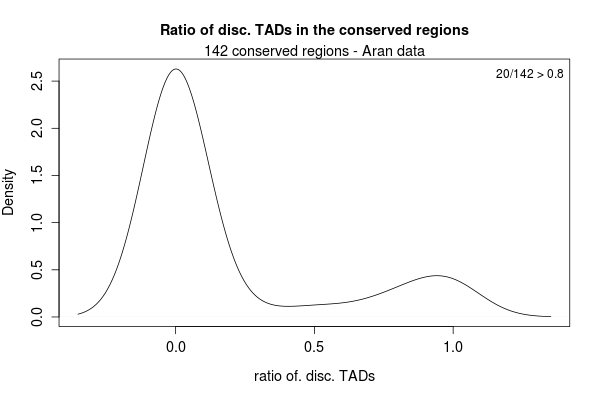 Ratio of disc. TADs in the conserved regions
142 conserved regions - Aran data
20/142 > 0.8
2.5
2.0
1.5
1.0
0.5
0.0
Density
0.0 0.5 1.0
ratio of. disc. TADs